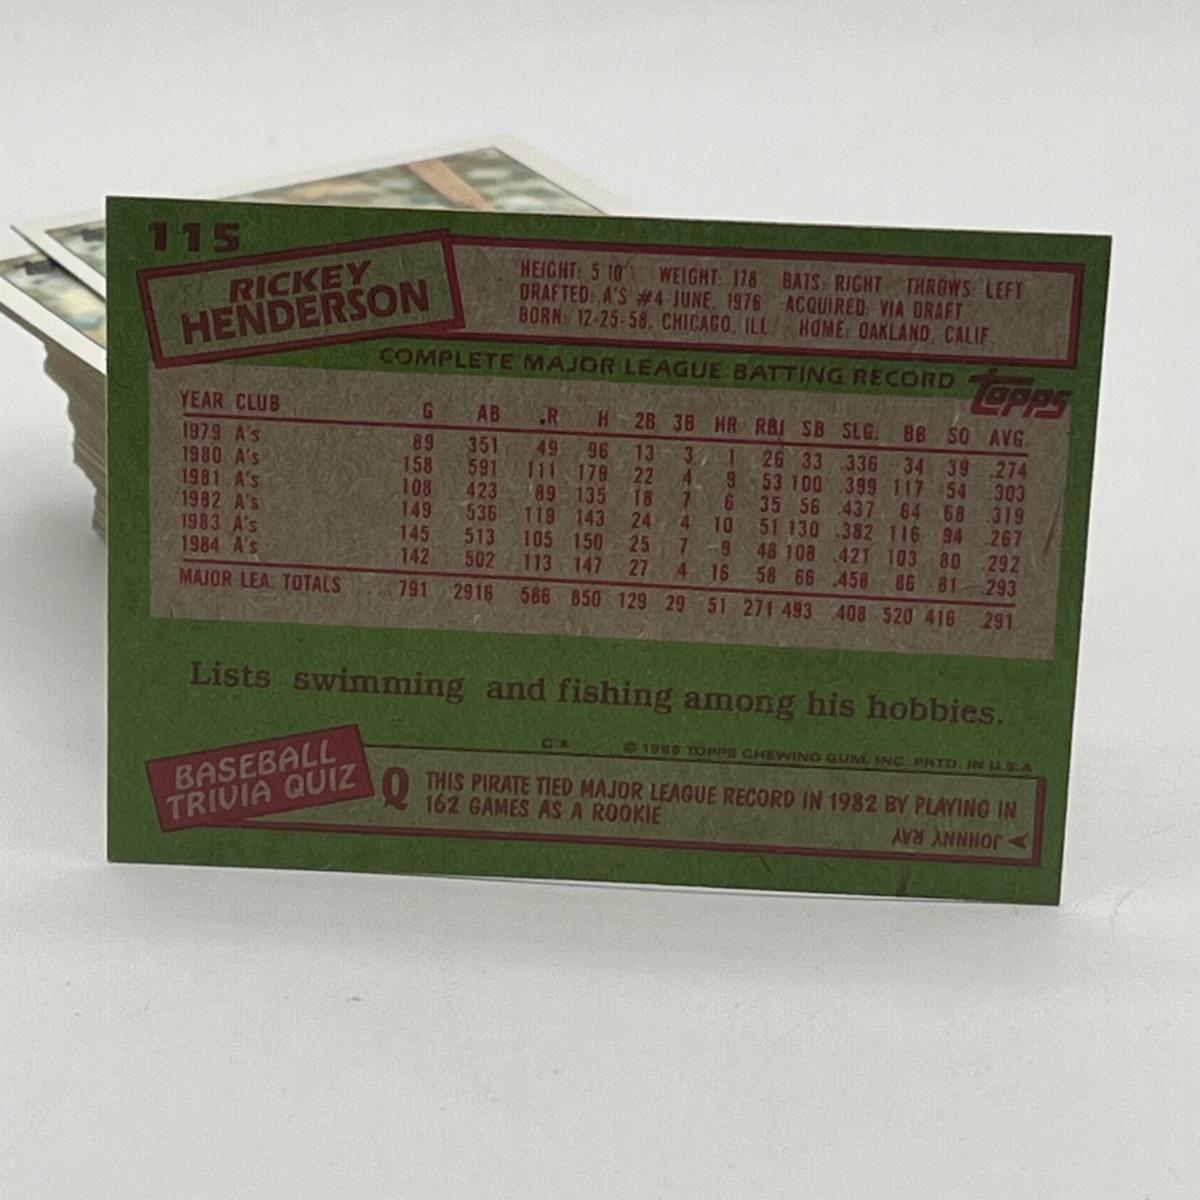 115
RICKEY
HENDERSON
HEIGHT: 5'10" WEIGHT: 178 BATS: RIGHT THROWS: LEFT
DRAFTED: A'S #4-JUNE, 1976 ACQUIRED: VIA DRAFT
BORN: 12-25-58, CHICAGO, ILL. HOME: OAKLAND, CALIF.
COMPLETE MAJOR LEAGUE BATTING RECORD
TOPPS
YEAR CLUB G AB R H 2B 3B HR RBI SB SLG. BB SO AVG.
1979 A's 89 351 49 96 13 3 1 26 33 .336 34 39 .274
1980 A's 158 591 111 179 22 4 9 53 100 .399 117 54 .303
1981 A's 108 423 89 135 18 7 6 35 56 .437 64 68 .319
1982 A's 149 536 119 143 24 4 10 51 130 .382 116 94 .267
1983 A's 145 513 105 150 25 7 9 48 108 .421 103 80 .292
1984 A's 142 502 113 147 27 4 16 58 66 .458 86 81 .293
MAJOR LEA. TOTALS 791 2916 586 850 129 29 51 271 493 .408 520 416 .291
Lists swimming and fishing among his hobbies.
C* © 1985 TOPPS CHEWING GUM, INC. PRTD. IN U.S.A.
BASEBALL
TRIVIA QUIZ
Q THIS PIRATE TIED MAJOR LEAGUE RECORD IN 1982 BY PLAYING IN
162 GAMES AS A ROOKIE
JOHNNY RAY